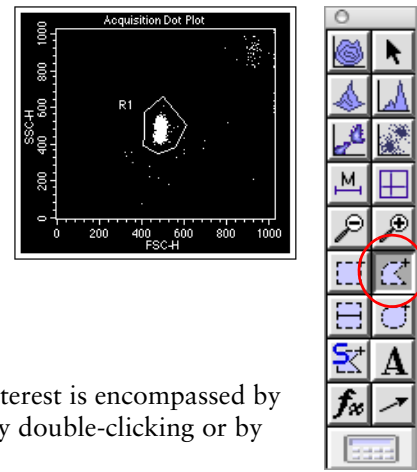 Acquisition Dot Plot
1000
800
600
400
200
0
SSC-H
R1
0 200 400 600 800 1000
FSC-H
M
S
A
fx
terest is encompassed by
y double-clicking or by